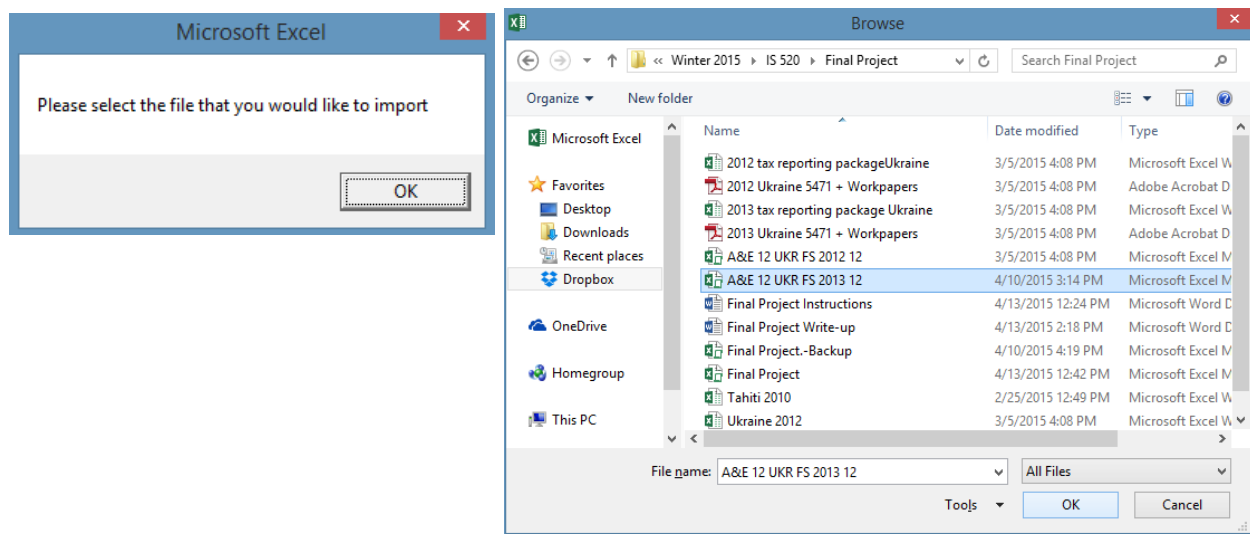 Microsoft Excel
Please select the file that you would like to import
OK
Browse
« Winter 2015 ▸ IS 520 ▸ Final Project
Search Final Project
Organize
New folder
Name Date modified Type
Microsoft Excel
Favorites
Desktop
Downloads
Recent places
Dropbox
OneDrive
Homegroup
This PC
2012 tax reporting packageUkraine 3/5/2015 4:08 PM Microsoft Excel W
2012 Ukraine 5471 + Workpapers 3/5/2015 4:08 PM Adobe Acrobat D
2013 tax reporting package Ukraine 3/5/2015 4:08 PM Microsoft Excel W
2013 Ukraine 5471 + Workpapers 3/5/2015 4:08 PM Adobe Acrobat D
A&E 12 UKR FS 2012 12 3/5/2015 4:08 PM Microsoft Excel M
A&E 12 UKR FS 2013 12 4/10/2015 3:14 PM Microsoft Excel M
Final Project Instructions 4/13/2015 12:24 PM Microsoft Word D
Final Project Write-up 4/13/2015 2:18 PM Microsoft Word D
Final Project.-Backup 4/10/2015 4:19 PM Microsoft Excel M
Final Project 4/13/2015 12:42 PM Microsoft Excel M
Tahiti 2010 2/25/2015 12:49 PM Microsoft Excel W
Ukraine 2012 3/5/2015 4:08 PM Microsoft Excel W
File name: A&E 12 UKR FS 2013 12
All Files
Tools
OK
Cancel